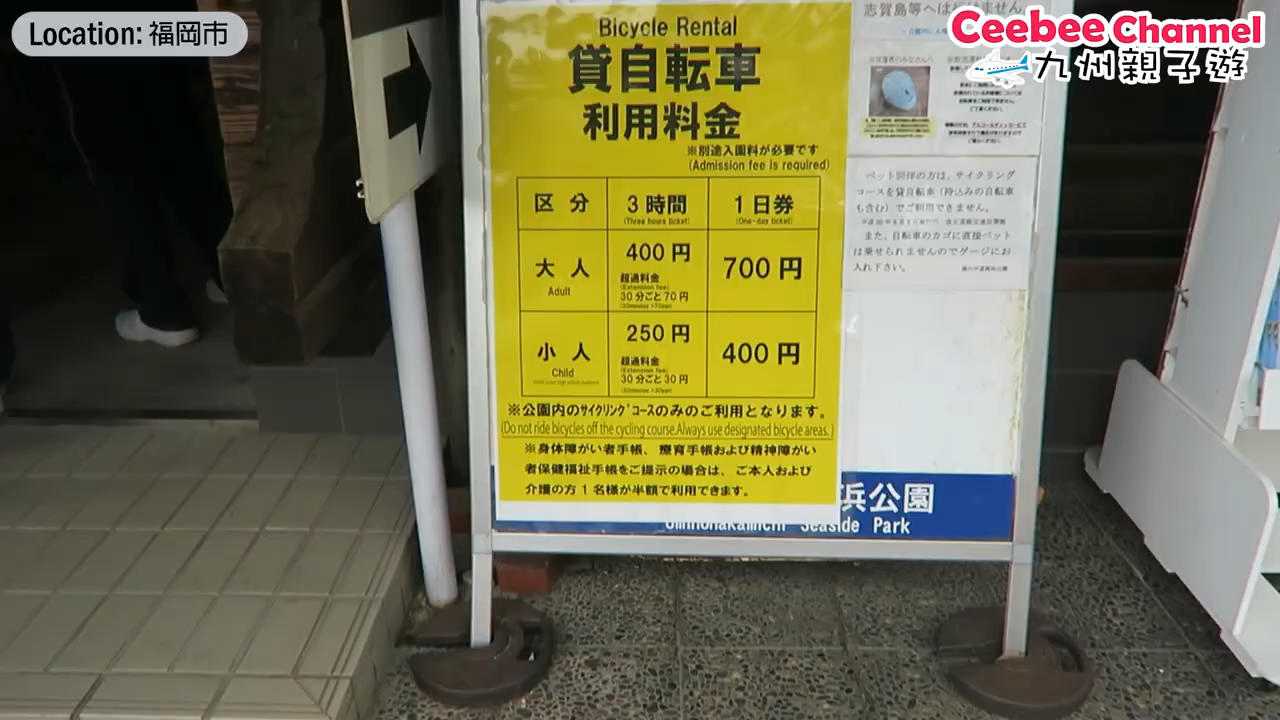 Location: 福岡市
Ceebee Channel
九州親子遊
Bicycle Rental
貸自転車
利用料金
※別途入園料が必要です
(Admission fee is required)
区 分
3時間
(Three hours ticket)
1日券
(One-day ticket)
大 人
Adult
400円
超過料金
(Extension fee)
30分ごと70円
700円
小 人
Child
250円
超過料金
(Extension fee)
30分ごと30円
400円
※公園内のサイクリングコースのみのご利用となります。
(Do not ride bicycles off the cycling course.Always use designated bicycle areas.)
※身体障がい者手帳、療育手帳および精神障がい
者保健福祉手帳をご提示の場合は、ご本人および
介護の方1名様が半額で利用できます。
志賀島等へは行けません。
ペット同伴の方は、サイクリング
コースを貸自転車(持込みの自転車
も含む)でご利用できません。
また、自転車のカゴに直接ペット
は乗せられませんのでゲージにお
入れ下さい。
浜公園
Seaside Park